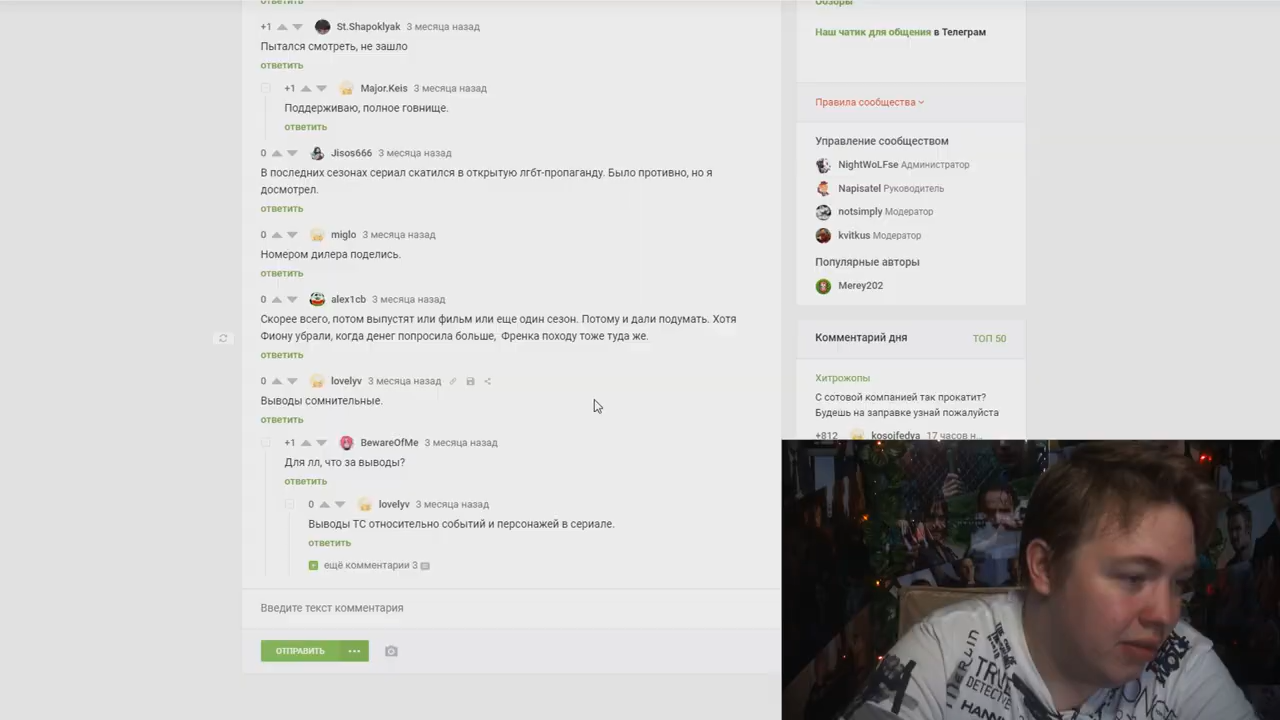 ответить
+1 St.Shapoklyak 3 месяца назад
Пытался смотреть, не зашло
ответить
+1 Major.Keis 3 месяца назад
Поддерживаю, полное говнище.
ответить
0 Jisos666 3 месяца назад
В последних сезонах сериал скатился в открытую лгбт-пропаганду. Было противно, но я
досмотрел.
ответить
0 miglo 3 месяца назад
Номером дилера поделись.
ответить
0 alex1cb 3 месяца назад
Скорее всего, потом выпустят или фильм или еще один сезон. Потому и дали подумать. Хотя
Фиону убрали, когда денег попросила больше, Френка походу тоже туда же.
ответить
0 lovelyv 3 месяца назад
Выводы сомнительные.
ответить
+1 BewareOfMe 3 месяца назад
Для лл, что за выводы?
ответить
0 lovelyv 3 месяца назад
Выводы ТС относительно событий и персонажей в сериале.
ответить
ещё комментарии 3
Введите текст комментария
ОТПРАВИТЬ
Обзоры
Наш чатик для общения в Телеграм
Правила сообщества
Управление сообществом
NightWoLFse Администратор
Napisatel Руководитель
notsimply Модератор
kvitkus Модератор
Популярные авторы
Merey202
Комментарий дня ТОП 50
Хитрожопы
С сотовой компанией так прокатит?
Будешь на заправке узнай пожалуйста
+812 kosojfedya 17 часов н...
TRUE
DETECTIVE